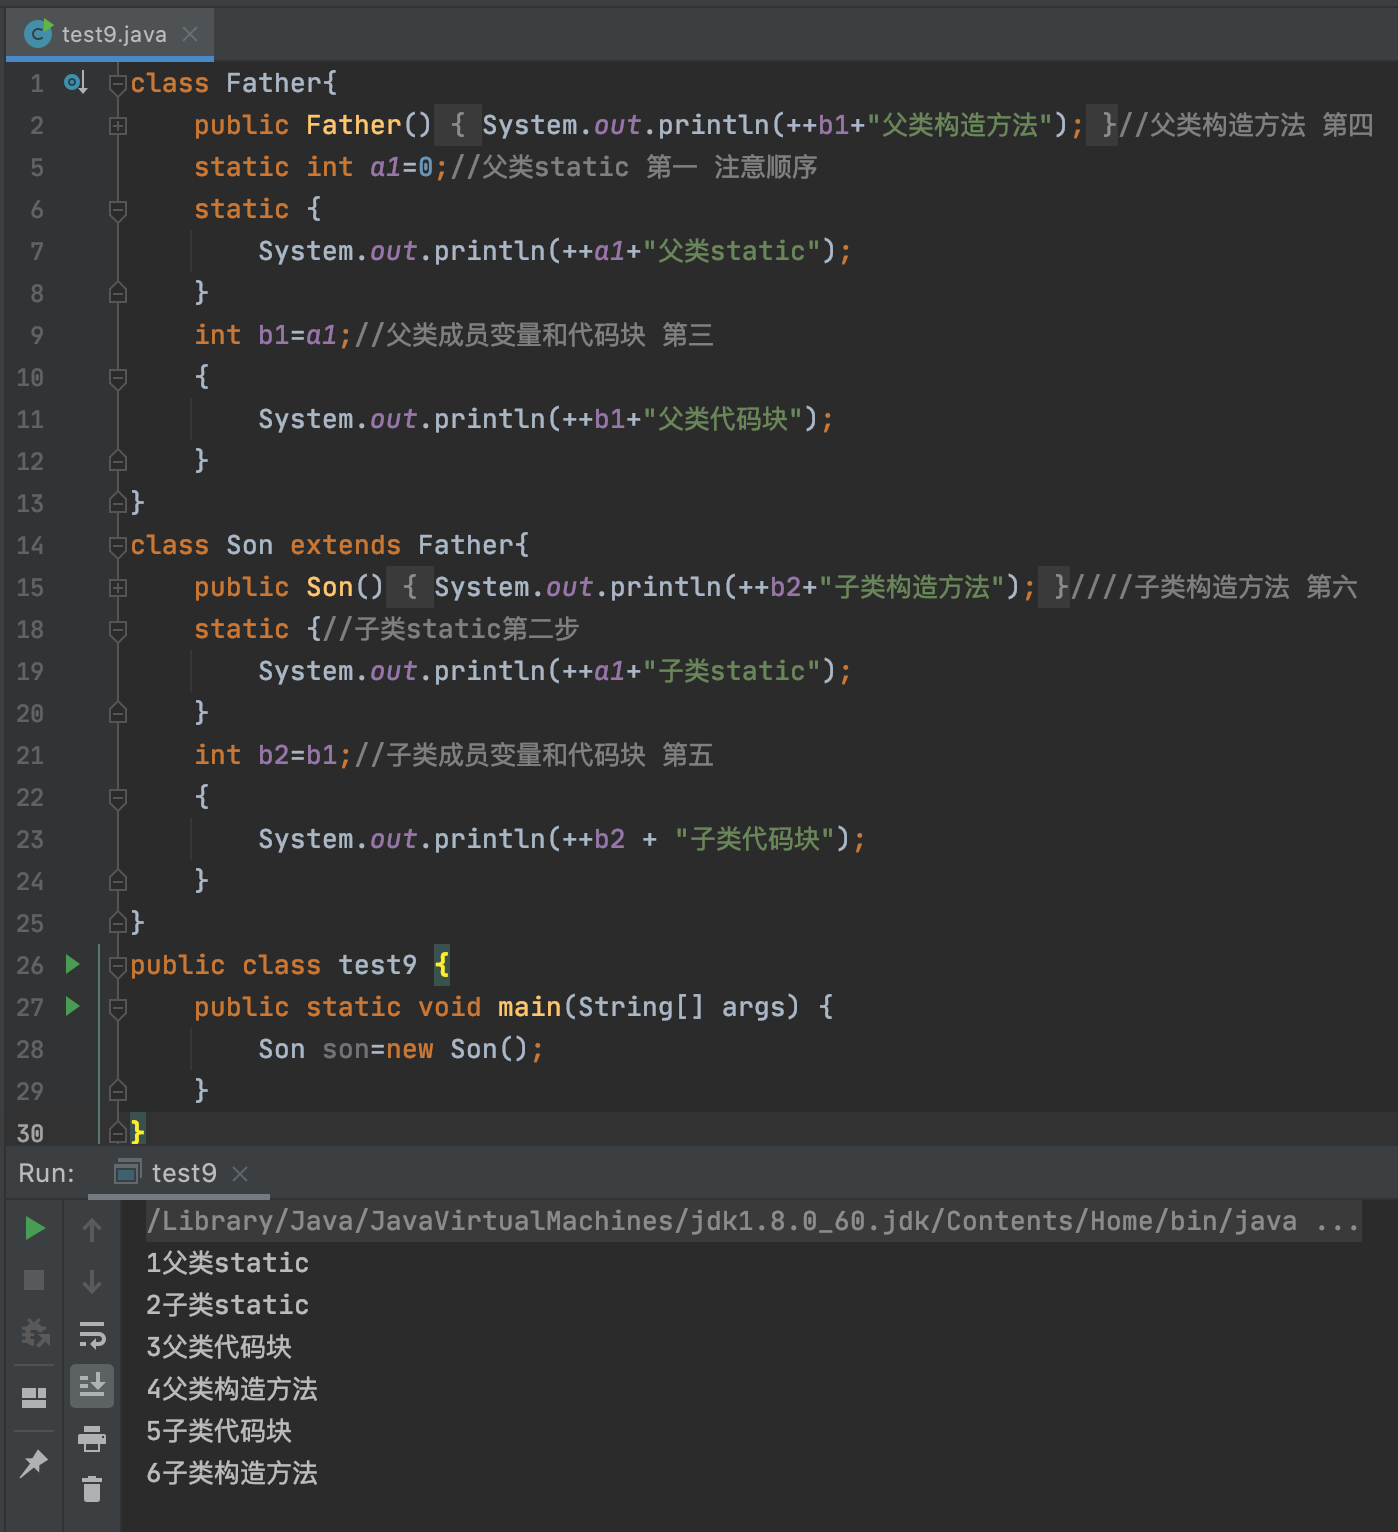 test9.java
1 class Father{
2 public Father() { System.out.println(++b1+"父类构造方法"); }//父类构造方法 第四
5 static int a1=0;//父类static 第一 注意顺序
6 static {
7 System.out.println(++a1+"父类static");
8 }
9 int b1=a1;//父类成员变量和代码块 第三
10 {
11 System.out.println(++b1+"父类代码块");
12 }
13 }
14 class Son extends Father{
15 public Son() { System.out.println(++b2+"子类构造方法"); }////子类构造方法 第六
18 static {//子类static第二步
19 System.out.println(++a1+"子类static");
20 }
21 int b2=b1;//子类成员变量和代码块 第五
22 {
23 System.out.println(++b2 + "子类代码块");
24 }
25 }
26 public class test9 {
27 public static void main(String[] args) {
28 Son son=new Son();
29 }
30 }
Run: test9
/Library/Java/JavaVirtualMachines/jdk1.8.0_60.jdk/Contents/Home/bin/java ...
1父类static
2子类static
3父类代码块
4父类构造方法
5子类代码块
6子类构造方法